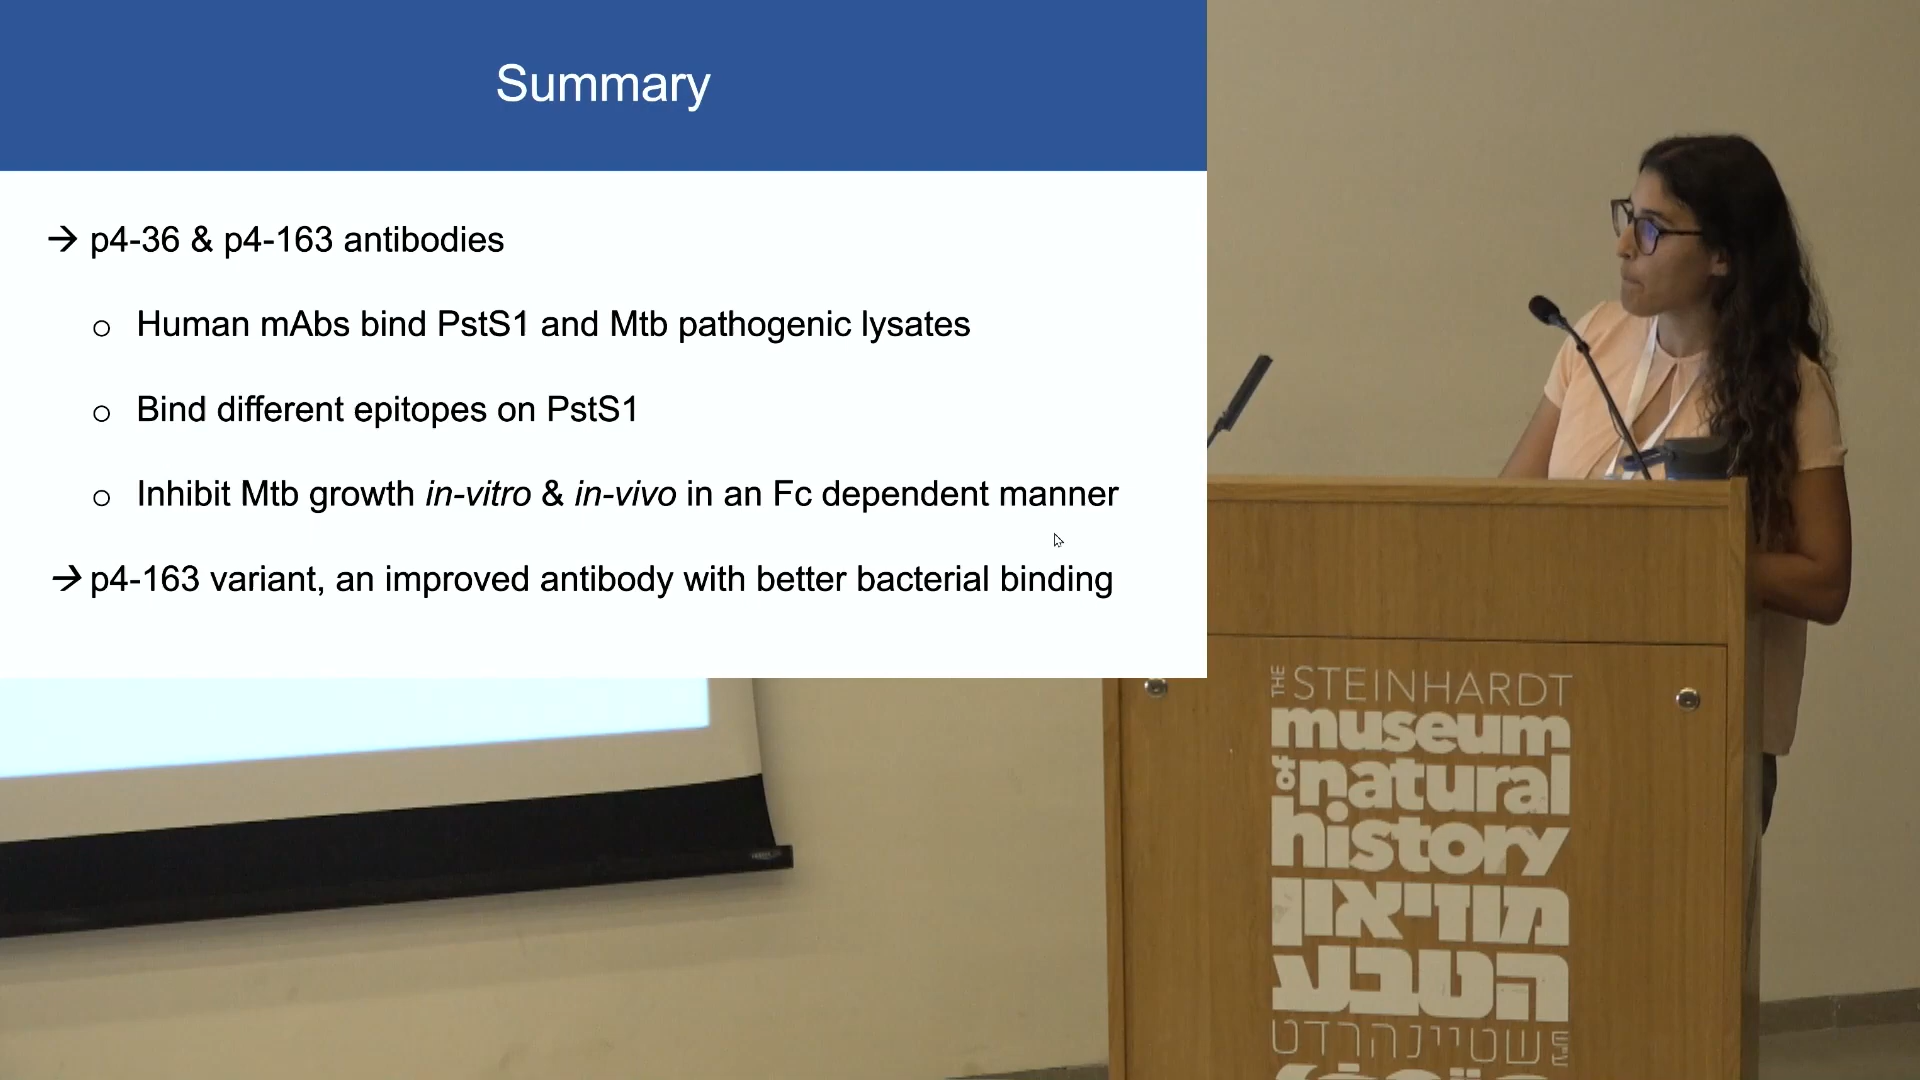 Summary
→ p4-36 & p4-163 antibodies
○ Human mAbs bind PstS1 and Mtb pathogenic lysates
○ Bind different epitopes on PstS1
○ Inhibit Mtb growth in-vitro & in-vivo in an Fc dependent manner
→ p4-163 variant, an improved antibody with better bacterial binding
THE STEINHARDT
museum
of natural
history
מוזיאון
הטבע
ע״ש שטיינהרדט